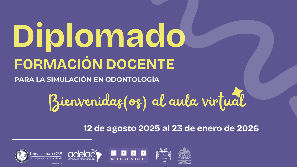 Diplomado
FORMACIÓN DOCENTE
PARA LA SIMULACIÓN EN ODONTOLOGÍA
Bienvenidas(os) al aula virtual
12 de agosto 2025 al 23 de enero de 2026